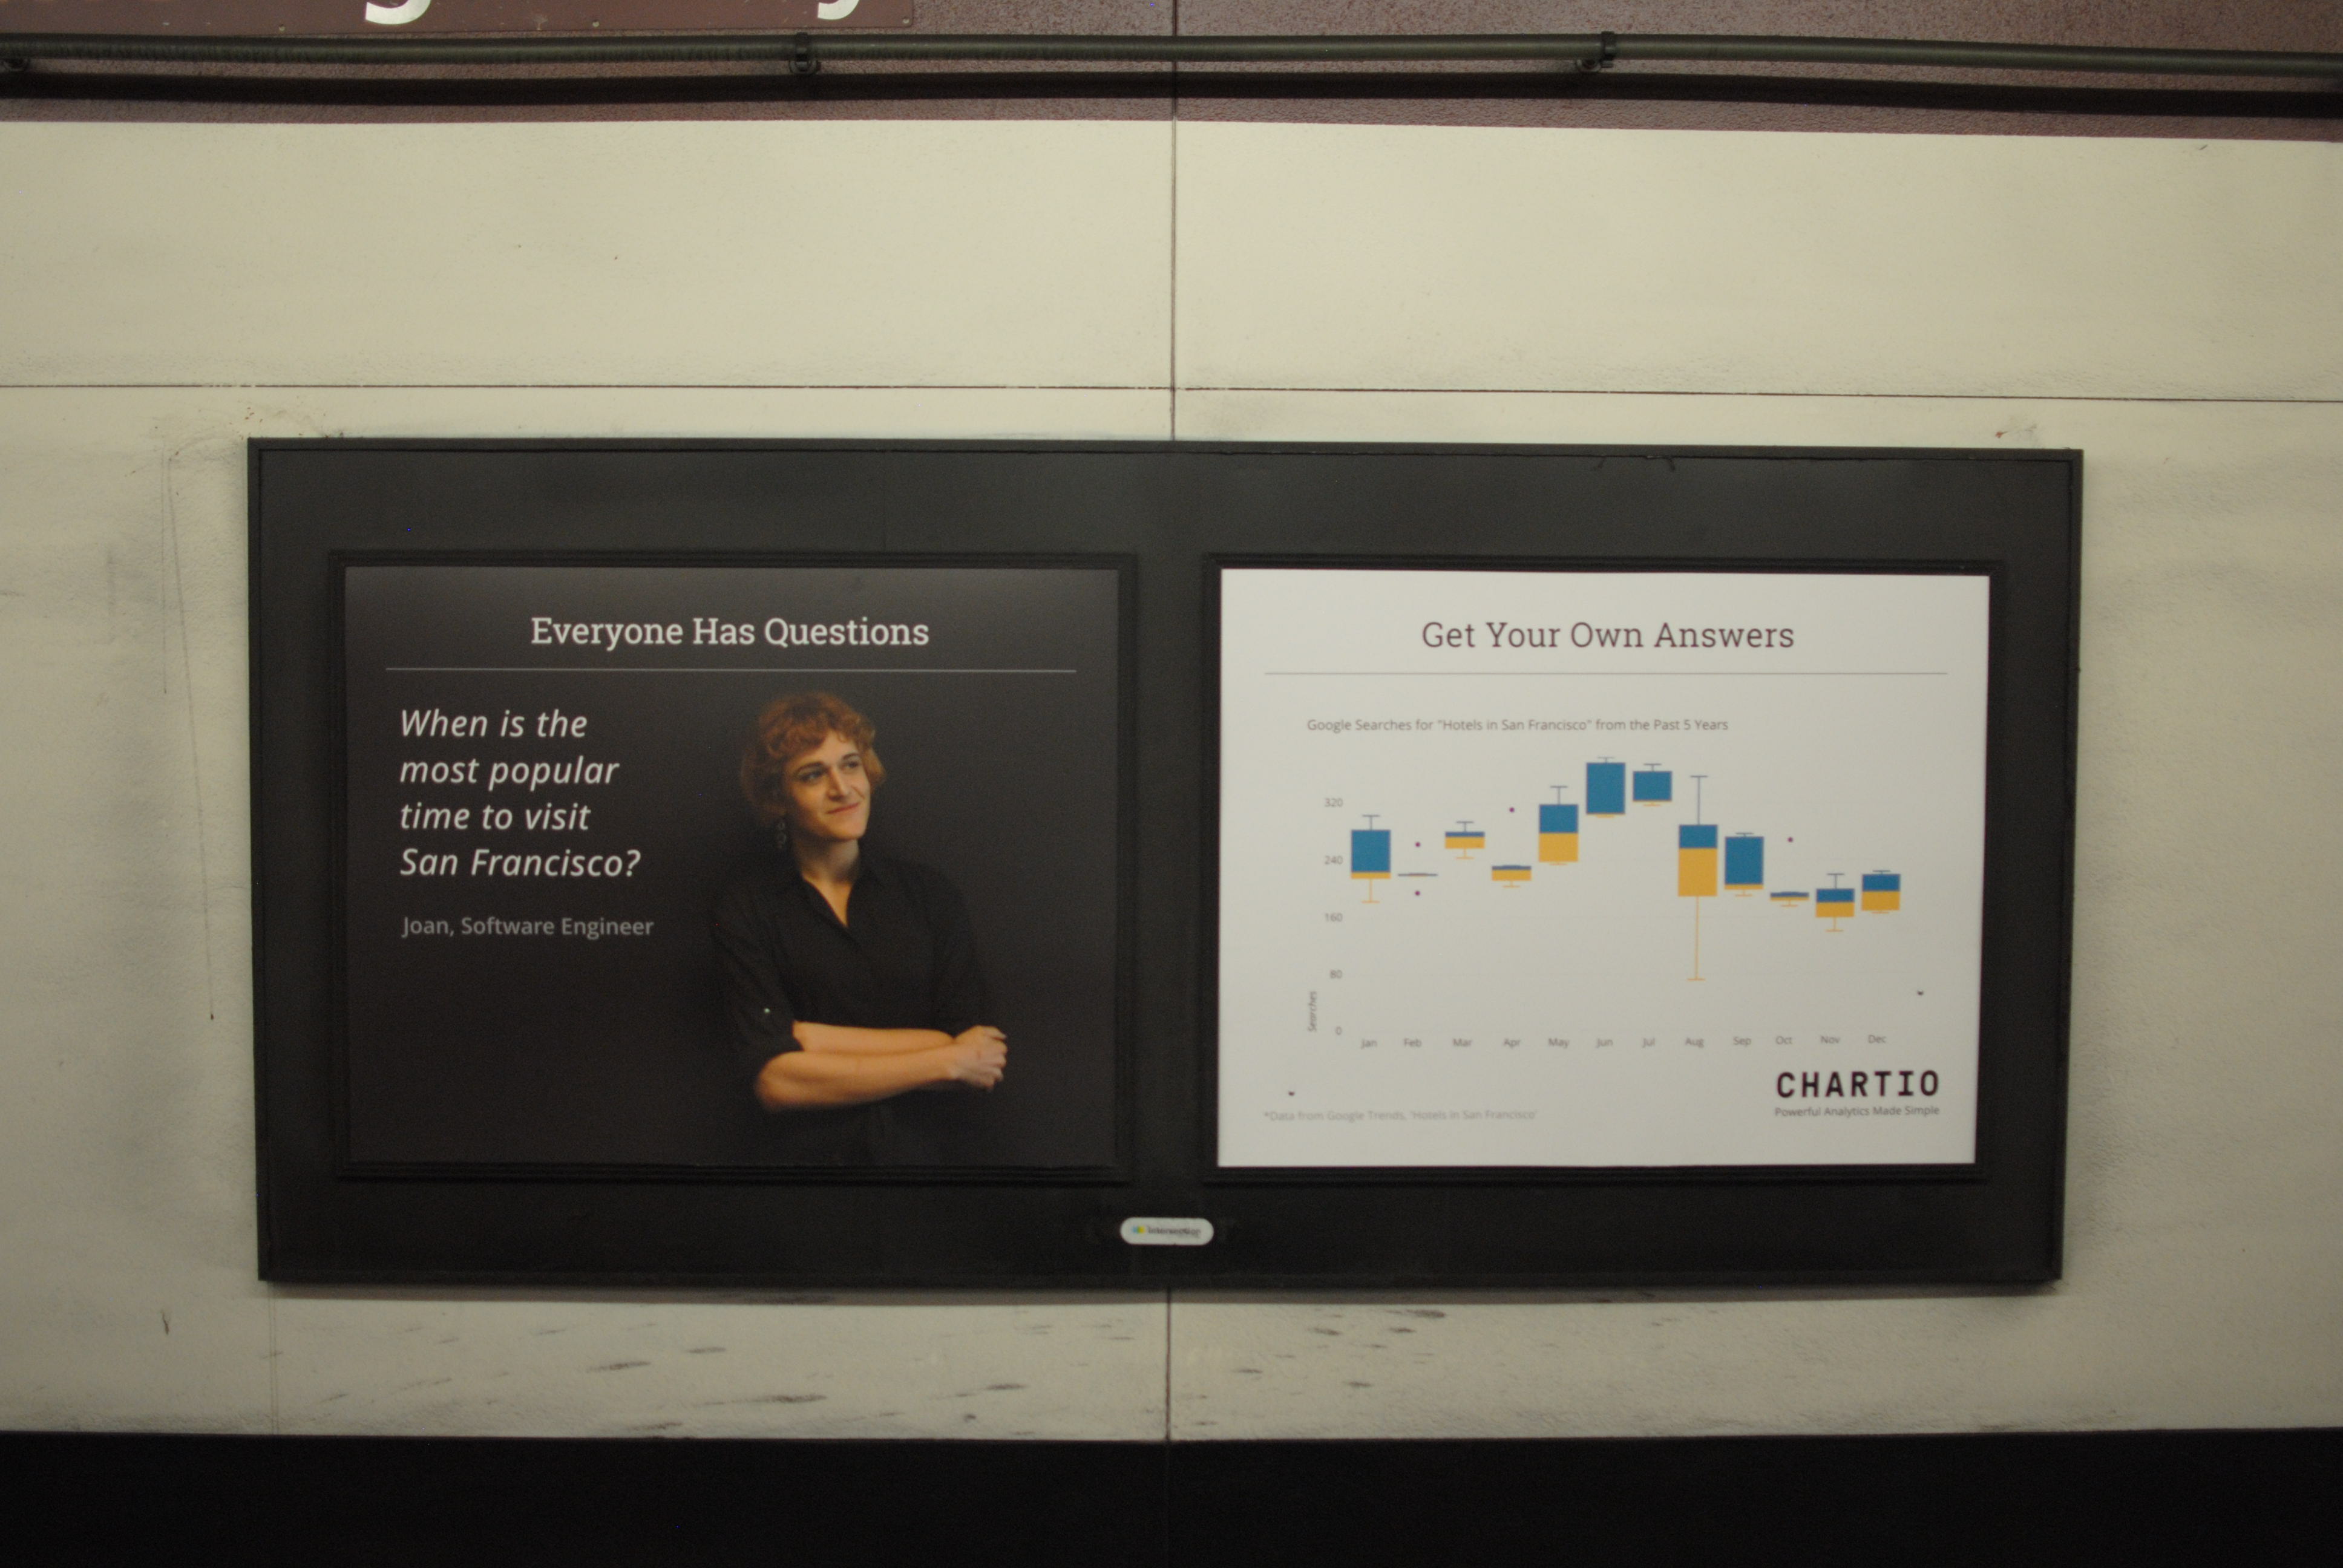 Everyone Has Questions
When is the
most popular
time to visit
San Francisco?
Joan, Software Engineer
Get Your Own Answers
Google Searches for "Hotels in San Francisco" from the Past 5 Years
320
240
160
80
0
Searches
Jan Feb Mar Apr May Jun Jul Aug Sep Oct Nov Dec
CHARTIO
Powerful Analytics Made Simple
*Data from Google Trends, 'Hotels in San Francisco'